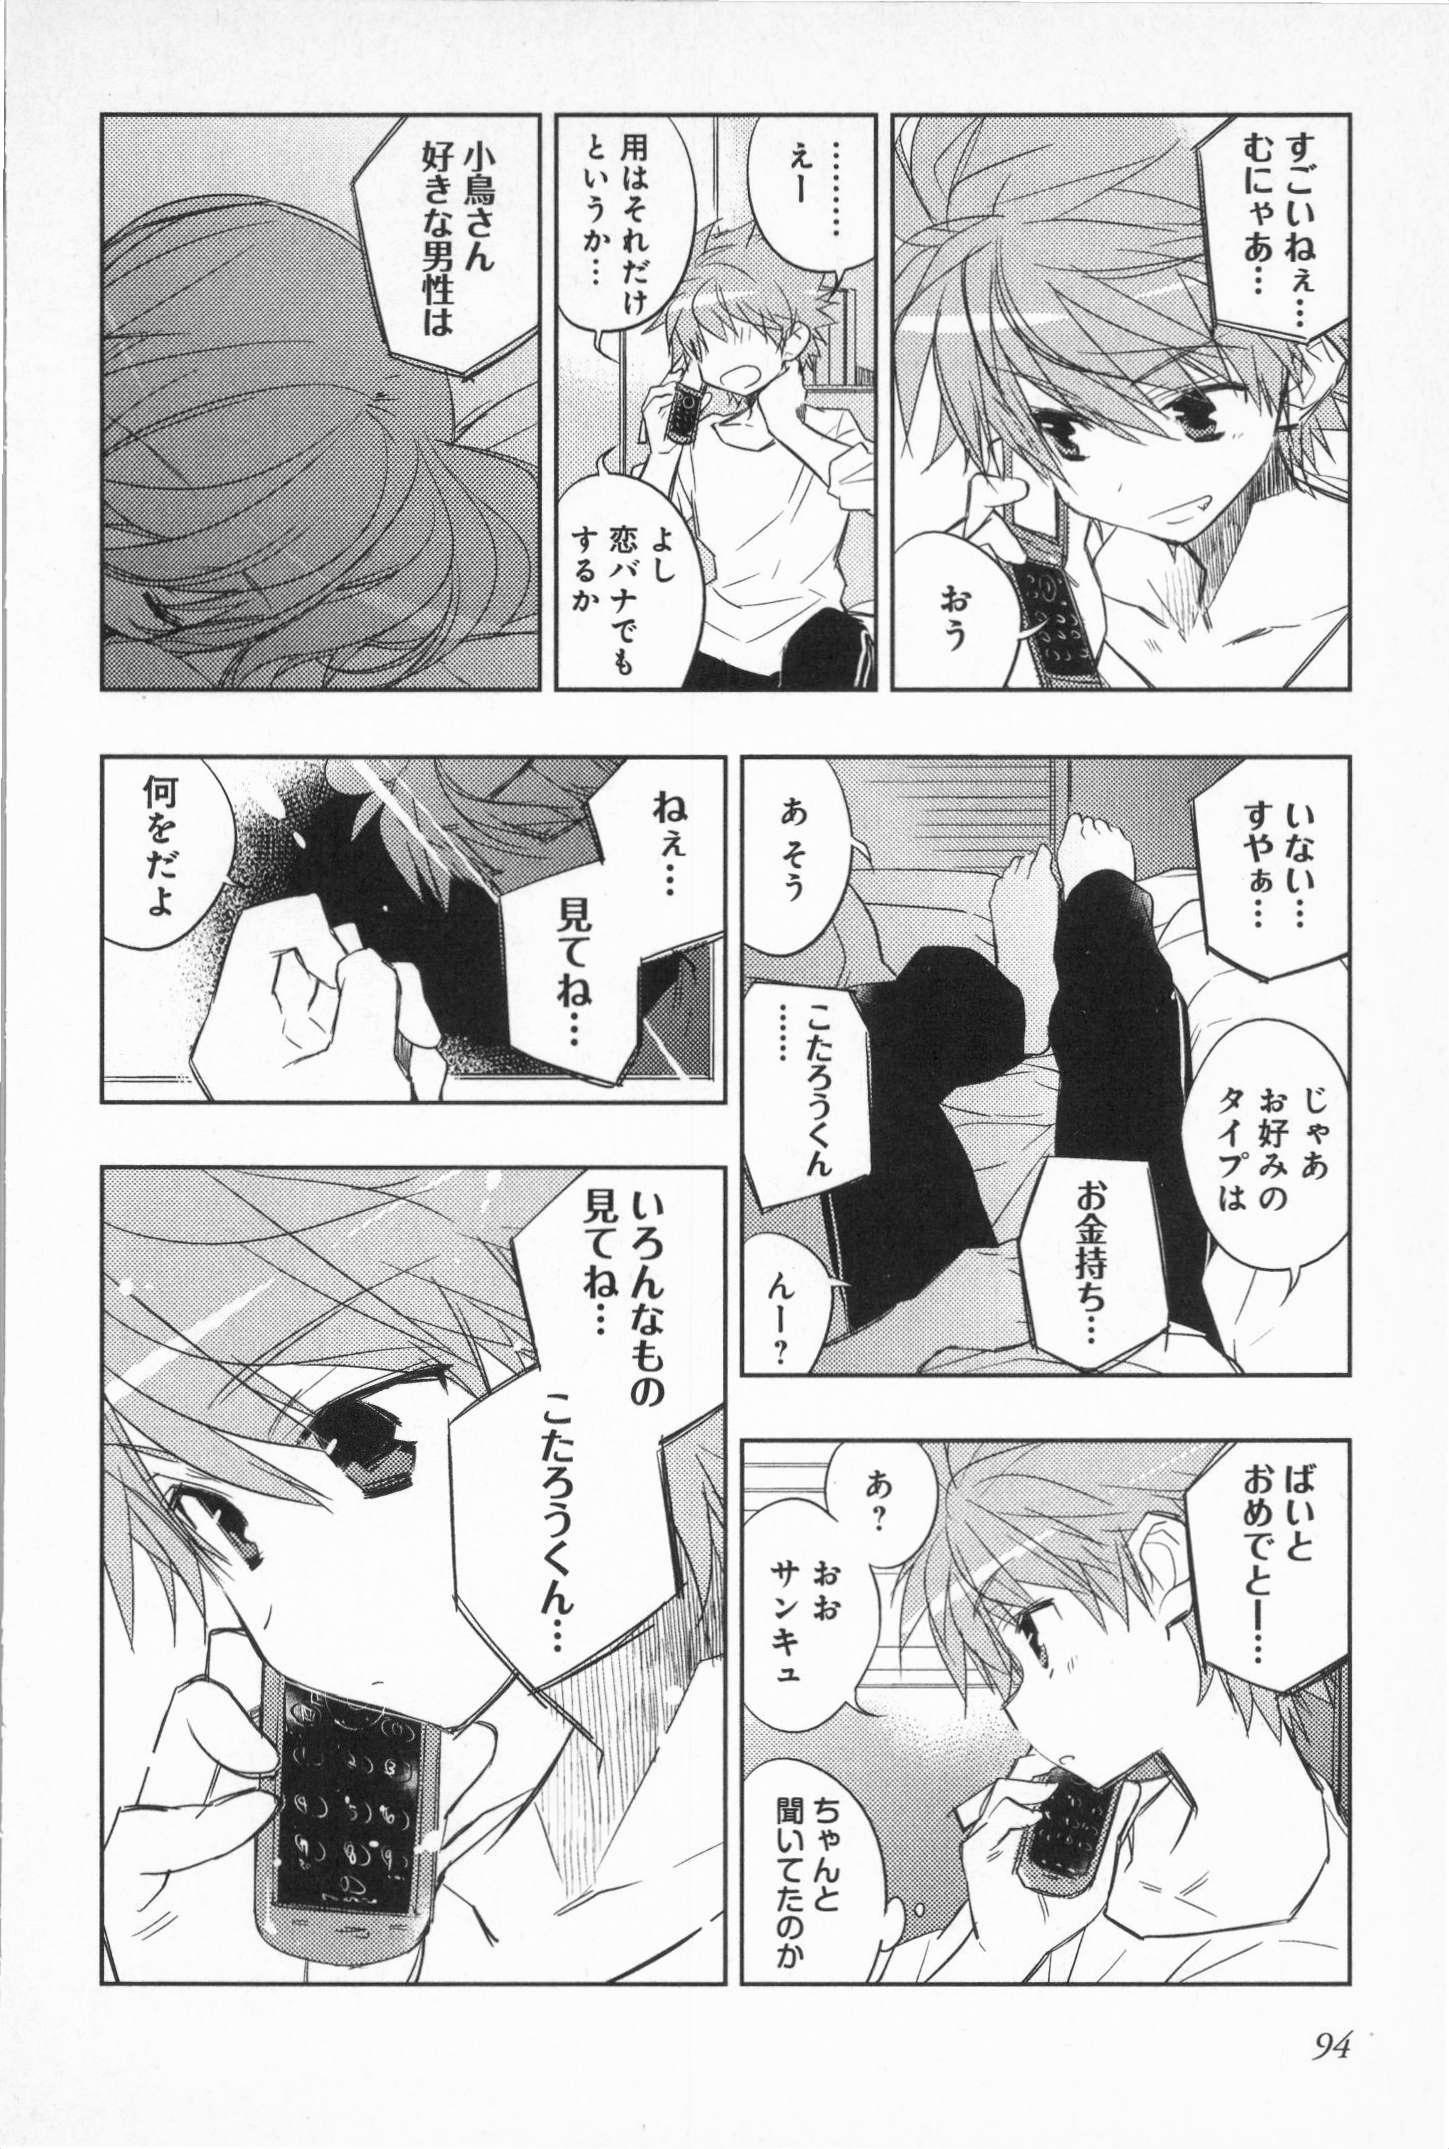 すごいねぇ…
むにゃあ…
おう
………
えー
用はそれだけ
というか…
よし
恋バナでも
するか
小鳥さん
好きな男性は
いない…
すやぁ…
あ そう
じゃあ
お好みの
タイプは
お金持ち…
こたろうくん
……
んー?
ねぇ…
見てね…
何をだよ
ばいと
おめでとー…
あ?
おお
サンキュ
ちゃんと
聞いてたのか
いろんなもの
見てね…
こたろうくん…
94